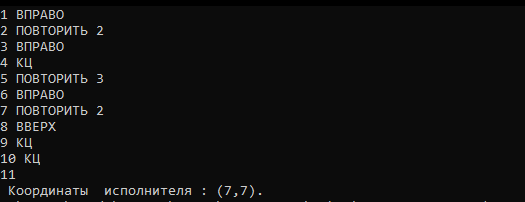 1 ВПРАВО
2 ПОВТОРИТЬ 2
3 ВПРАВО
4 КЦ
5 ПОВТОРИТЬ 3
6 ВПРАВО
7 ПОВТОРИТЬ 2
8 ВВЕРХ
9 КЦ
10 КЦ
11
Координаты  исполнителя : (7,7).